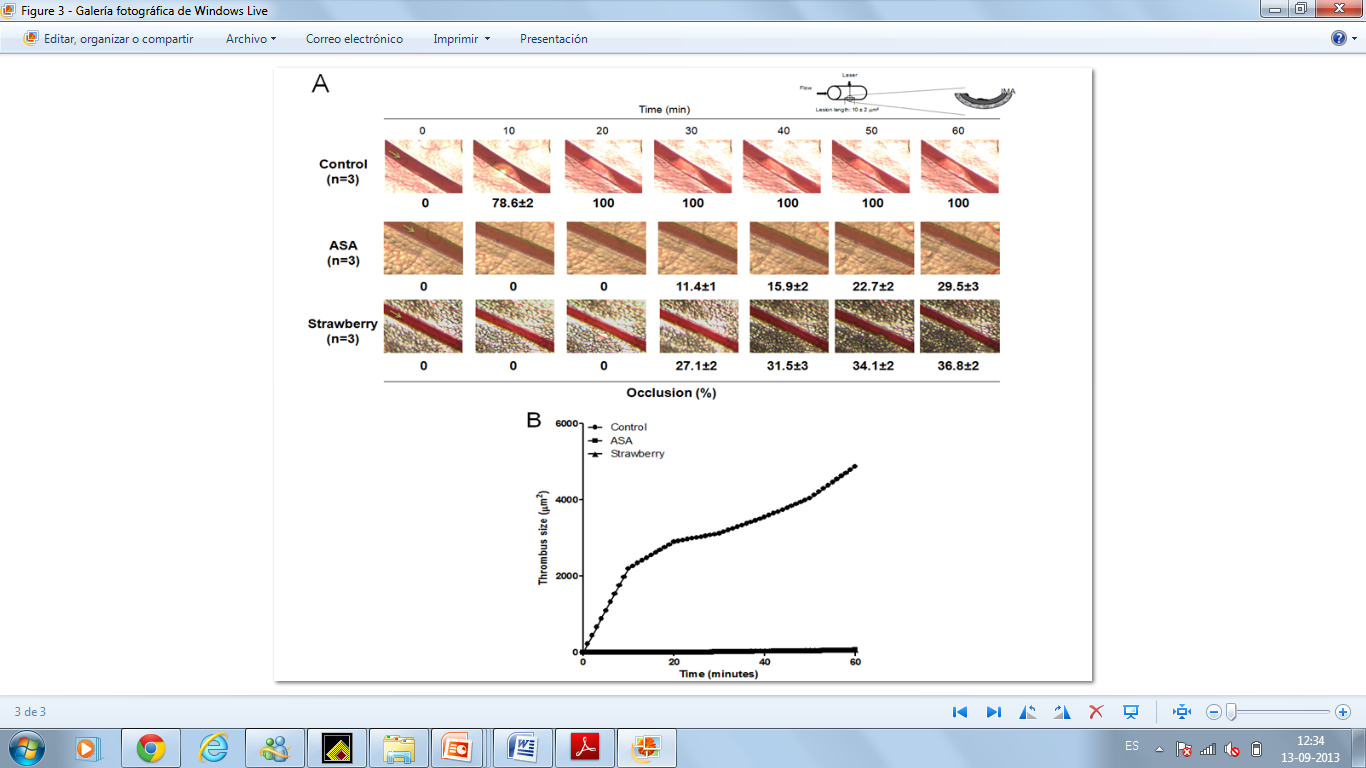 Figure 3 - Galería fotográfica de Windows Live
Editar, organizar o compartir Archivo Correo electrónico Imprimir Presentación
A
Laser
Flow
IMA
Lesion length: 10 ± 2 µm²
Time (min)
0 10 20 30 40 50 60
Control
(n=3)
0 78.6±2 100 100 100 100 100
ASA
(n=3)
0 0 0 11.4±1 15.9±2 22.7±2 29.5±3
Strawberry
(n=3)
0 0 0 27.1±2 31.5±3 34.1±2 36.8±2
Occlusion (%)
B
Control
ASA
Strawberry
6000
4000
2000
0
Thrombus size (µm²)
0 20 40 60
Time (minutes)
3 de 3
ES
12:34
13-09-2013